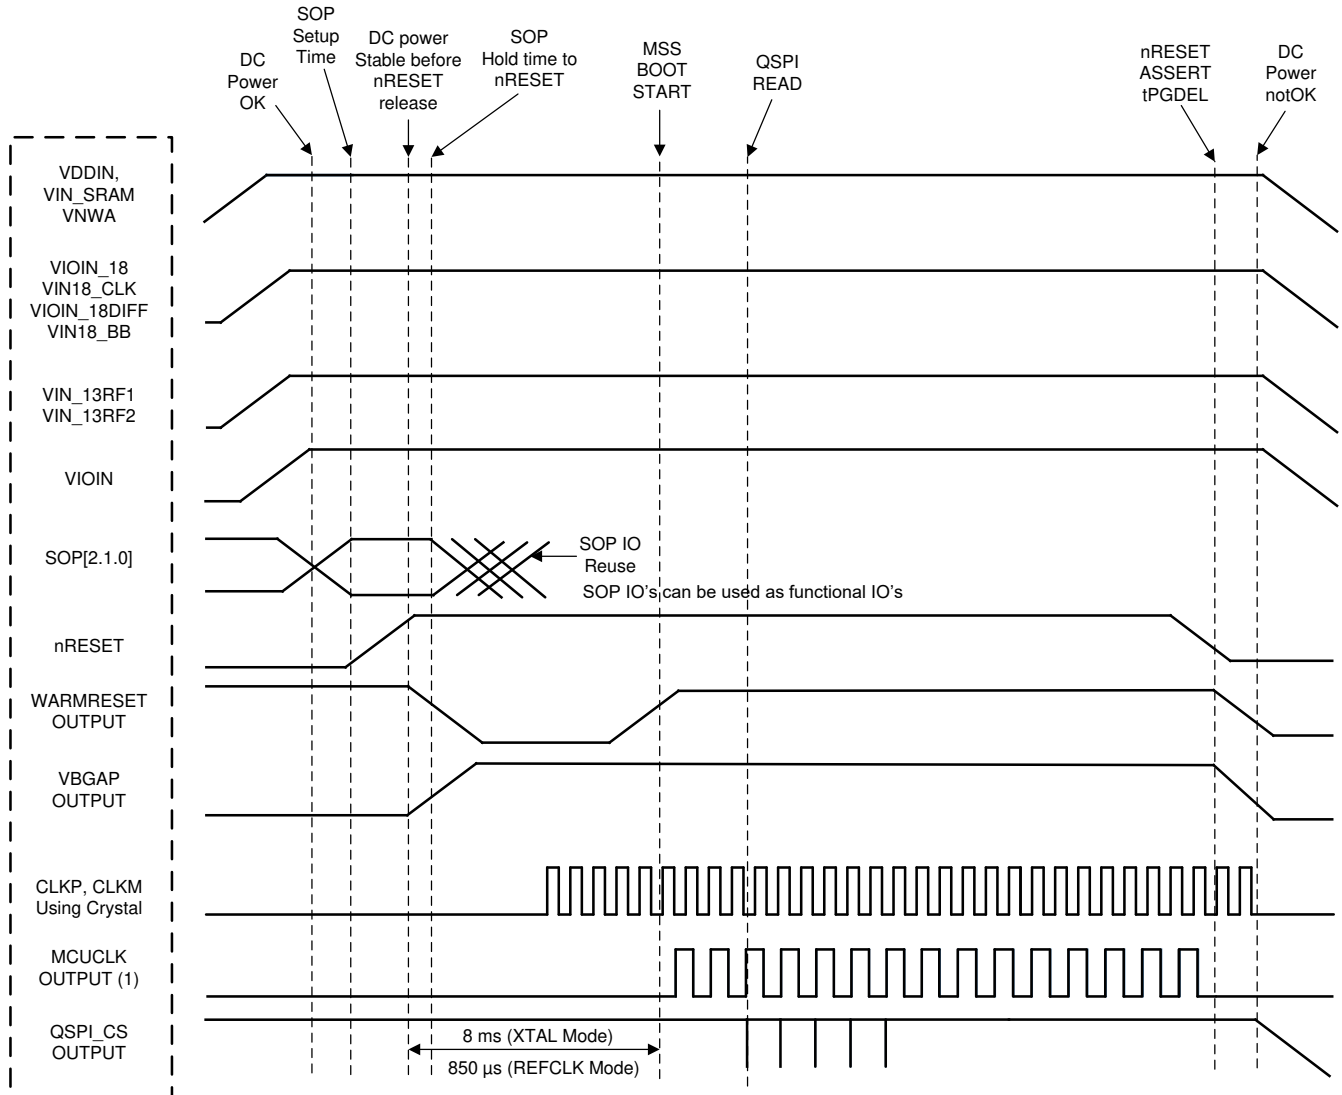 DC
Power
OK
SOP
Setup
Time
DC power
Stable before
nRESET
release
SOP
Hold time to
nRESET
MSS
BOOT
START
QSPI
READ
nRESET
ASSERT
tPGDEL
DC
Power
notOK
VDDIN,
VIN_SRAM
VNWA
VIOIN_18
VIN18_CLK
VIOIN_18DIFF
VIN18_BB
VIN_13RF1
VIN_13RF2
VIOIN
SOP[2.1.0]
SOP IO
Reuse
SOP IO's can be used as functional IO's
nRESET
WARMRESET
OUTPUT
VBGAP
OUTPUT
CLKP, CLKM
Using Crystal
MCUCLK
OUTPUT (1)
QSPI_CS
OUTPUT
8 ms (XTAL Mode)
850 µs (REFCLK Mode)